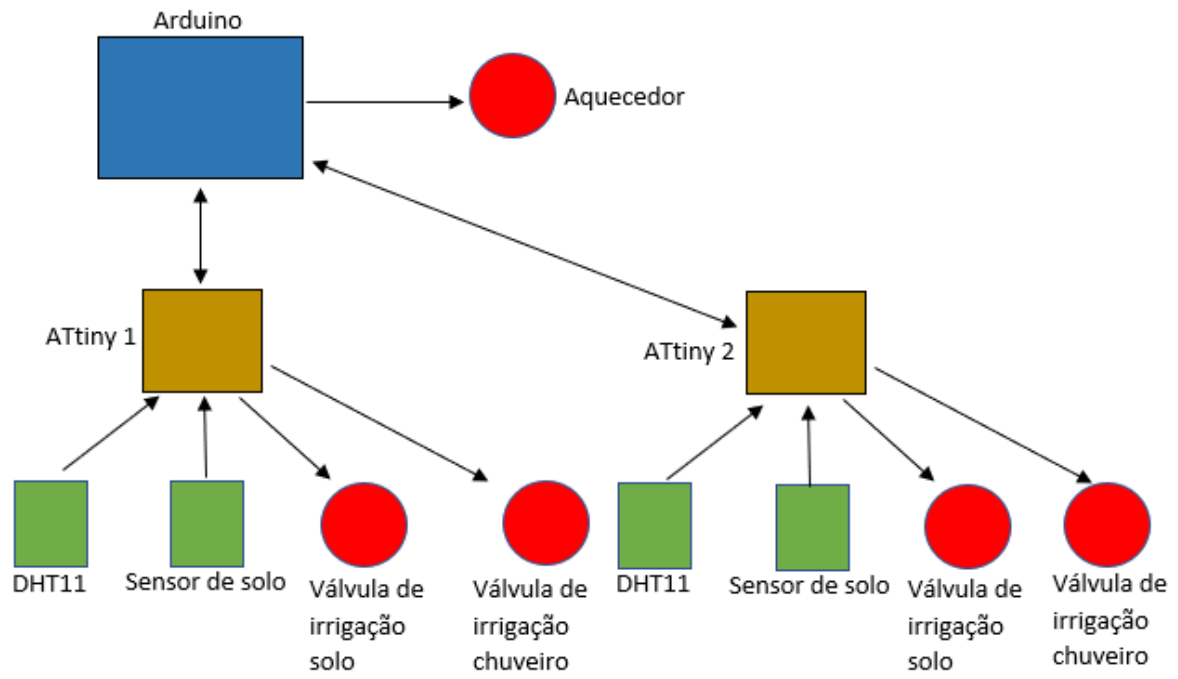 Arduino
Aquecedor
ATtiny 1
ATtiny 2
DHT11
Sensor de solo
Válvula de
irrigação
solo
Válvula de
irrigação
chuveiro
DHT11
Sensor de solo
Válvula de
irrigação
solo
Válvula de
irrigação
chuveiro